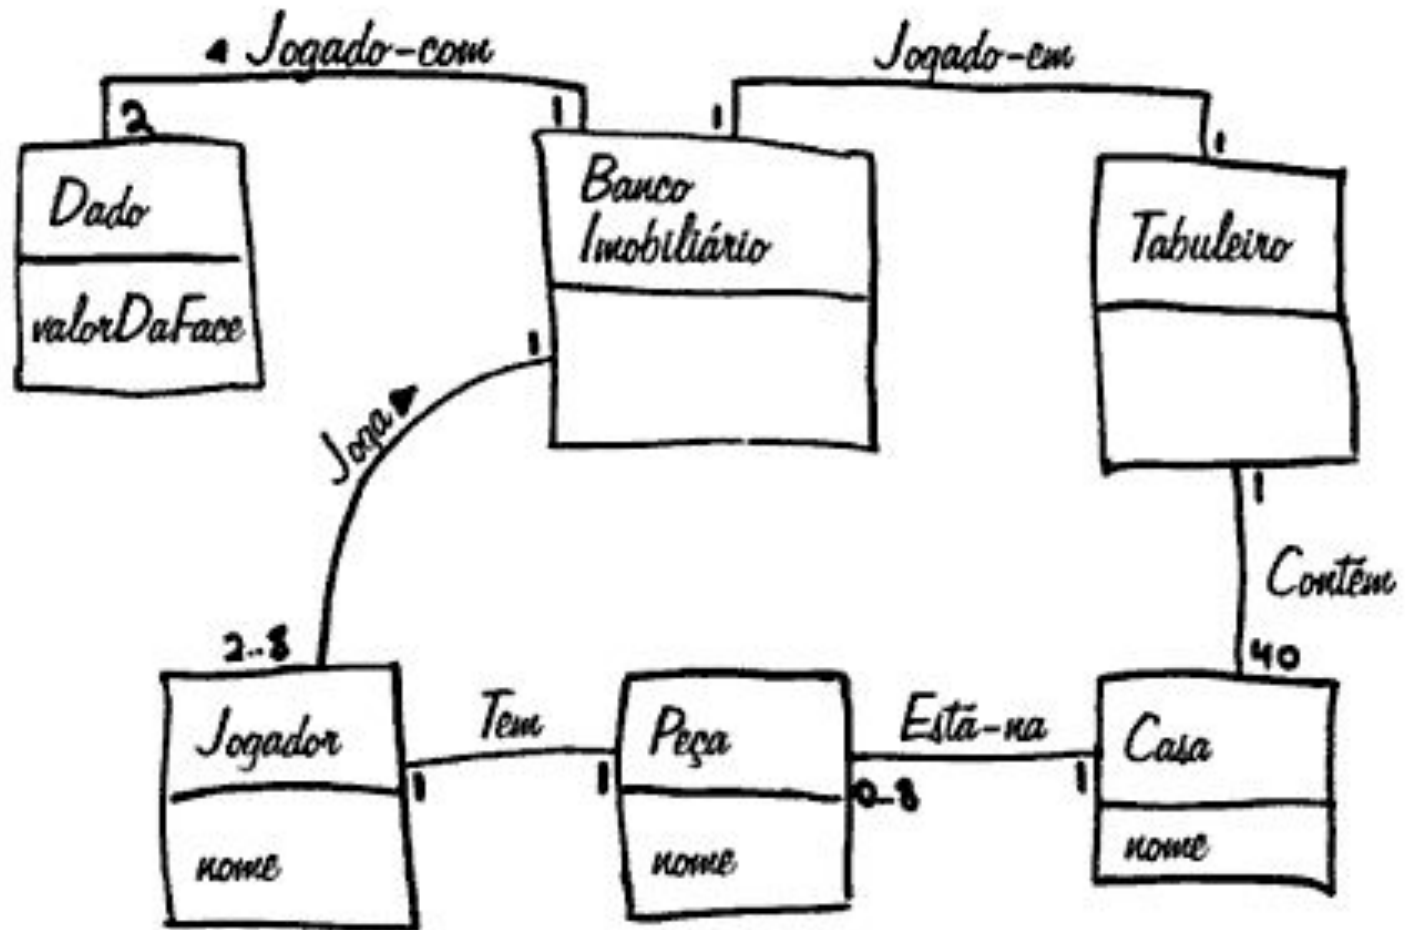 Jogado-com
Jogado-em
2
1
1
1
Dado
valorDaFace
Banco
Imobiliário
Tabuleiro
1
Joga
1
Contém
2..8
40
Jogador
nome
Tem
1
1
Peça
nome
Está-na
0..8
1
Casa
nome